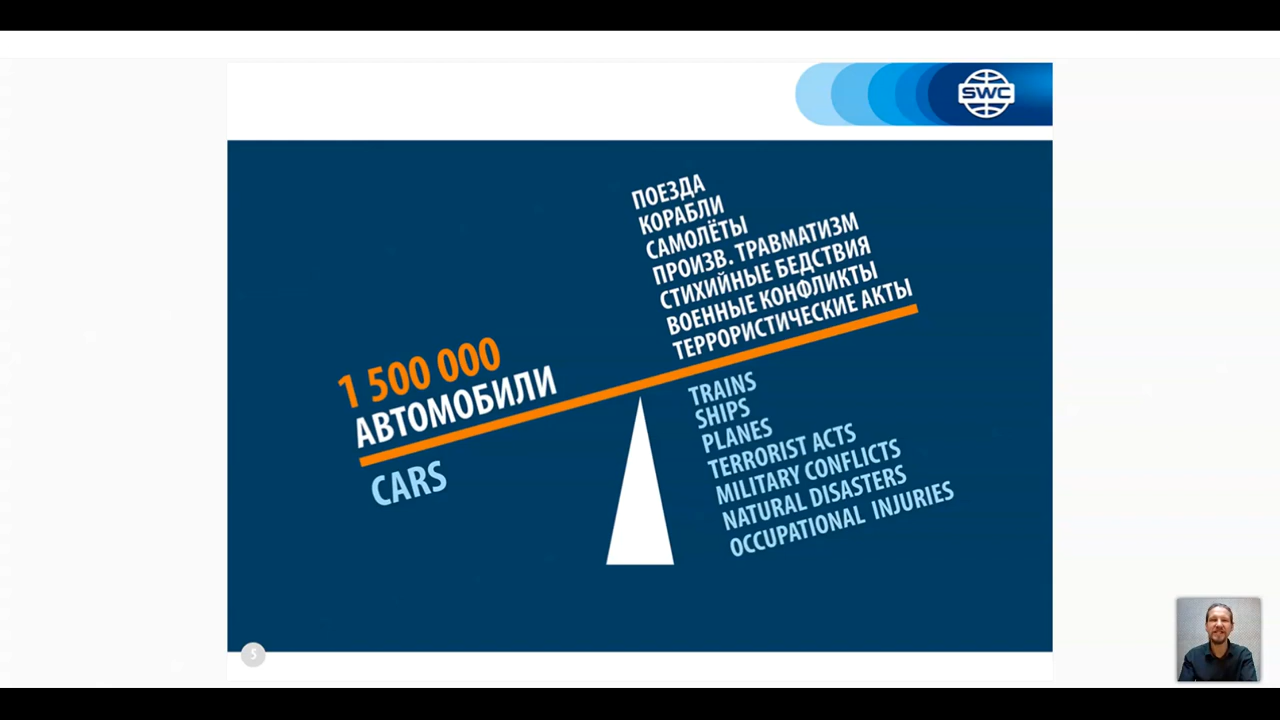 SWC
ПОЕЗДА
КОРАБЛИ
САМОЛЁТЫ
ПРОИЗВ. ТРАВМАТИЗМ
СТИХИЙНЫЕ БЕДСТВИЯ
ВОЕННЫЕ КОНФЛИКТЫ
ТЕРРОРИСТИЧЕСКИЕ АКТЫ
1 500 000
АВТОМОБИЛИ
CARS
TRAINS
SHIPS
PLANES
TERRORIST ACTS
MILITARY CONFLICTS
NATURAL DISASTERS
OCCUPATIONAL INJURIES
5